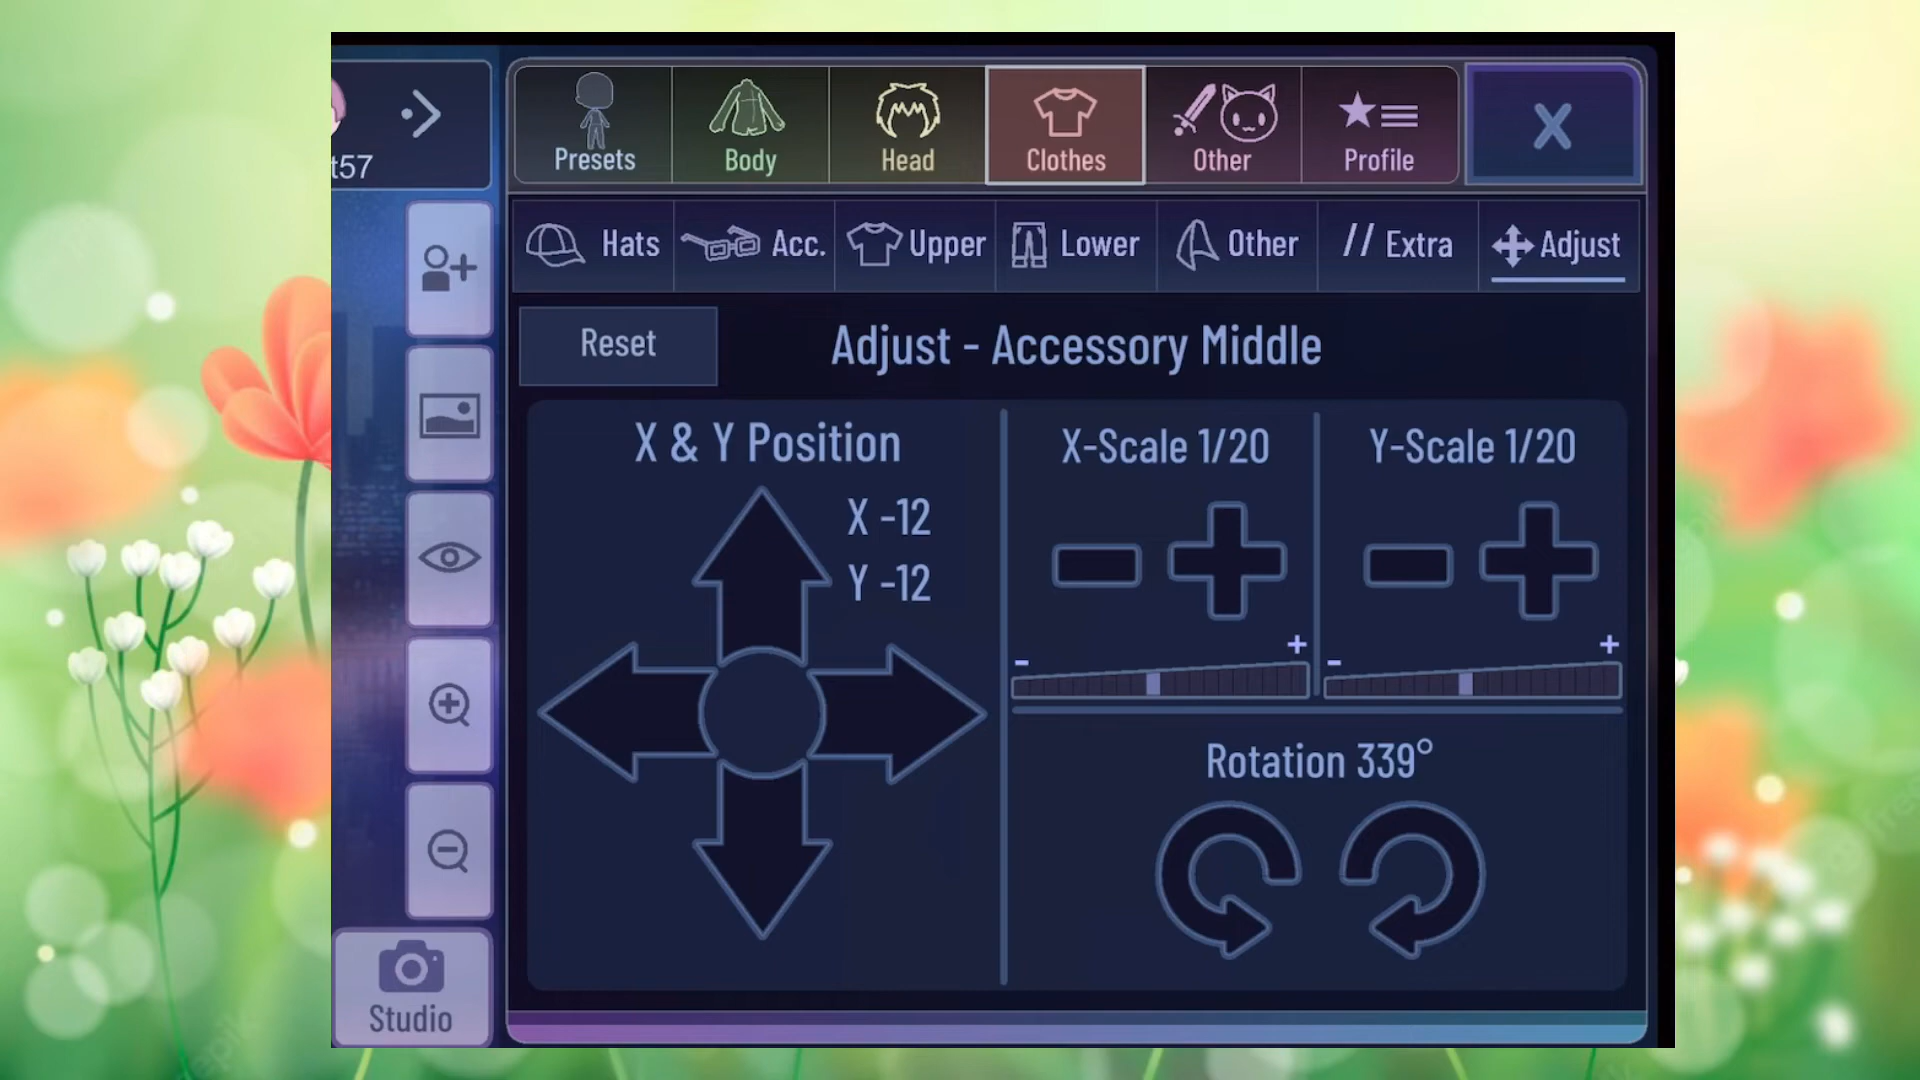 t57
Presets
Body
Head
Clothes
Other
Profile
X
Hats
Acc.
Upper
Lower
Other
// Extra
Adjust
Reset
Adjust - Accessory Middle
X & Y Position
X -12
Y -12
X-Scale 1/20
- +
Y-Scale 1/20
- +
Rotation 339°
Studio